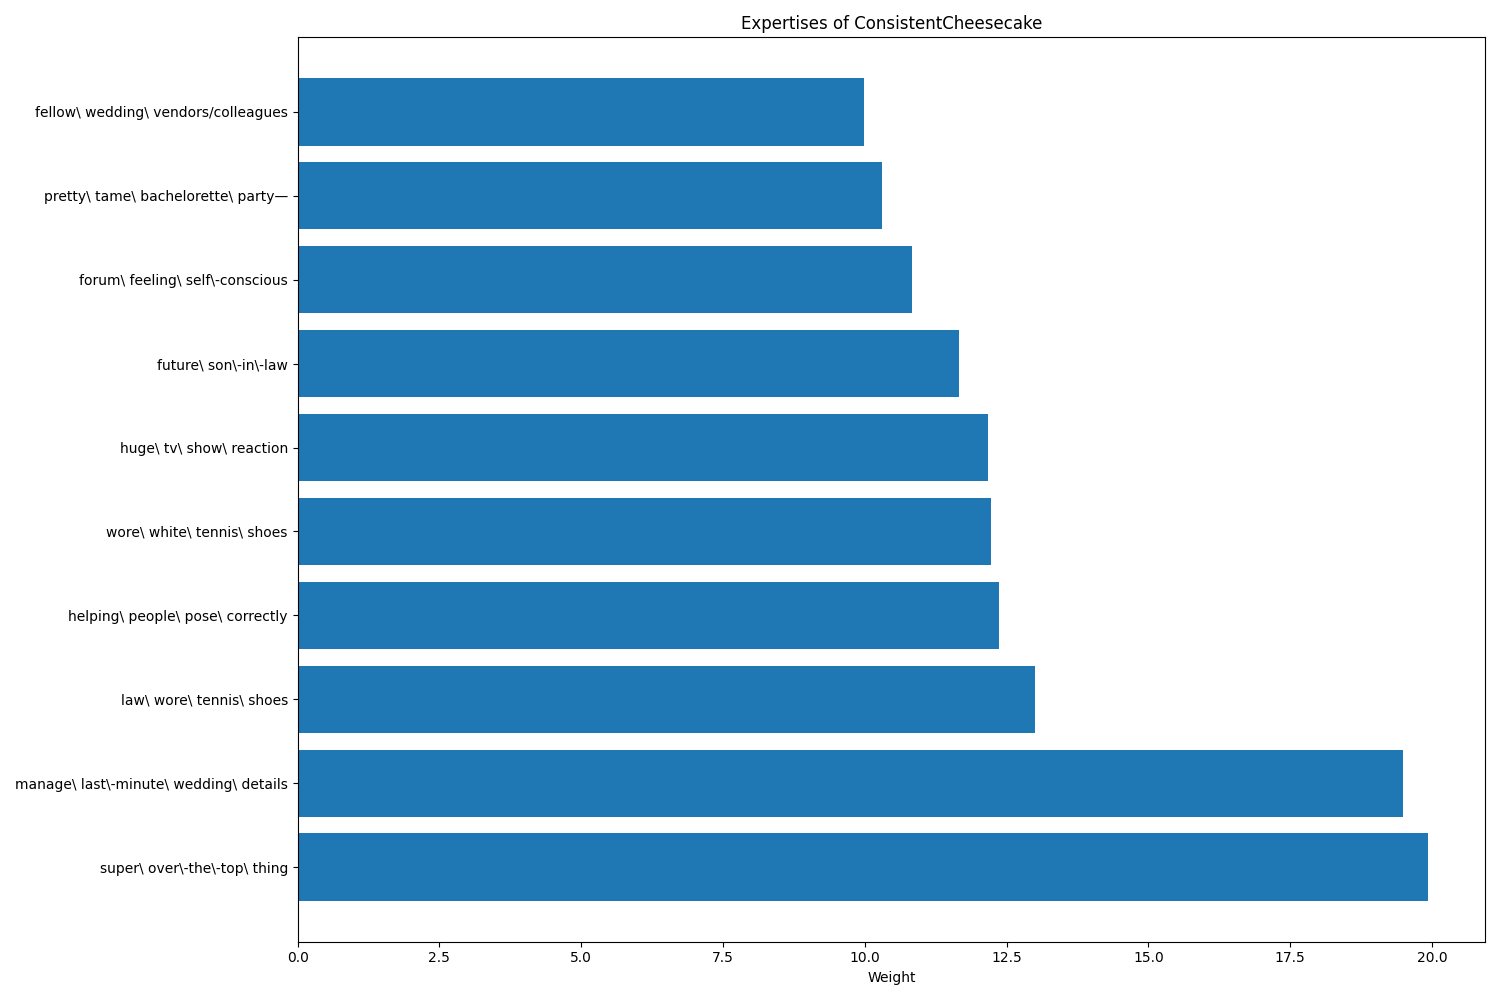 Expertises of ConsistentCheesecake
fellow\ wedding\ vendors/colleagues
pretty\ tame\ bachelorette\ party—
forum\ feeling\ self\-conscious
future\ son\-in\-law
huge\ tv\ show\ reaction
wore\ white\ tennis\ shoes
helping\ people\ pose\ correctly
law\ wore\ tennis\ shoes
manage\ last\-minute\ wedding\ details
super\ over\-the\-top\ thing
0.0 2.5 5.0 7.5 10.0 12.5 15.0 17.5 20.0
Weight